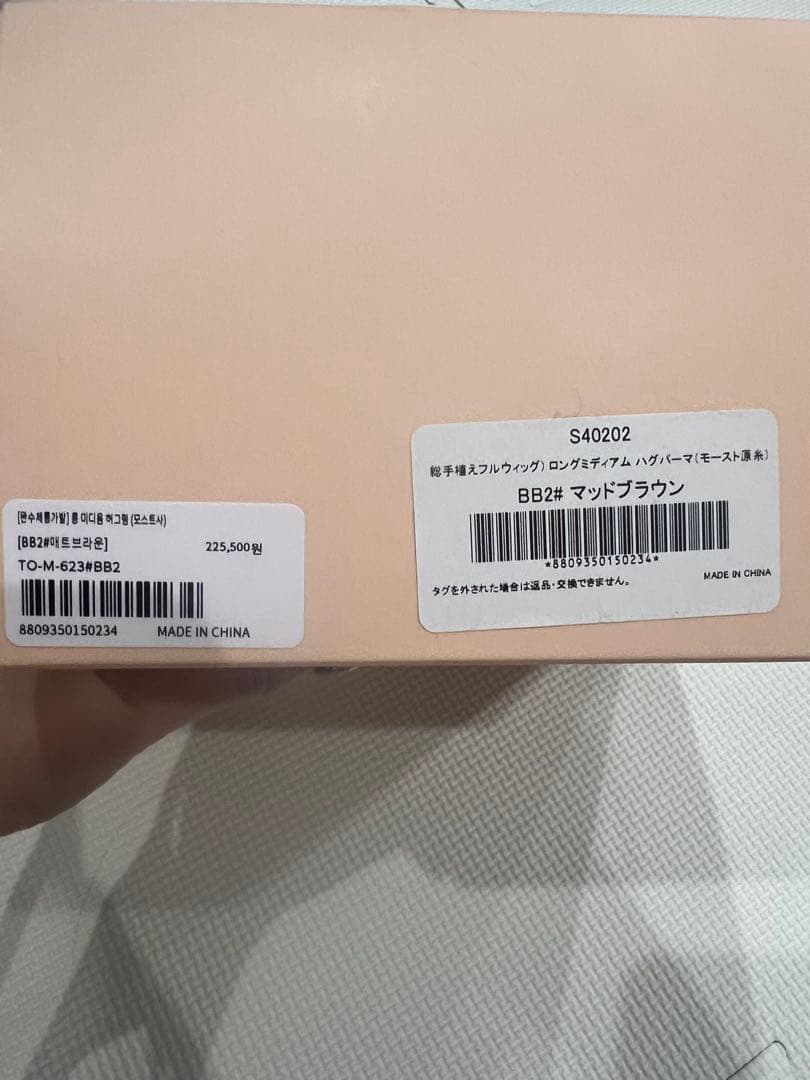 [완수제통가발] 롱 미디움 허그펌 (모스트사)
[BB2#매트브라운]
225,500원
TO-M-623#BB2
8809350150234
MADE IN CHINA
S40202
総手植えフルウィッグ) ロングミディアム ハグパーマ(モースト原糸)
BB2# マッドブラウン
*8809350150234*
タグを外された場合は返品・交換できません。
MADE IN CHINA